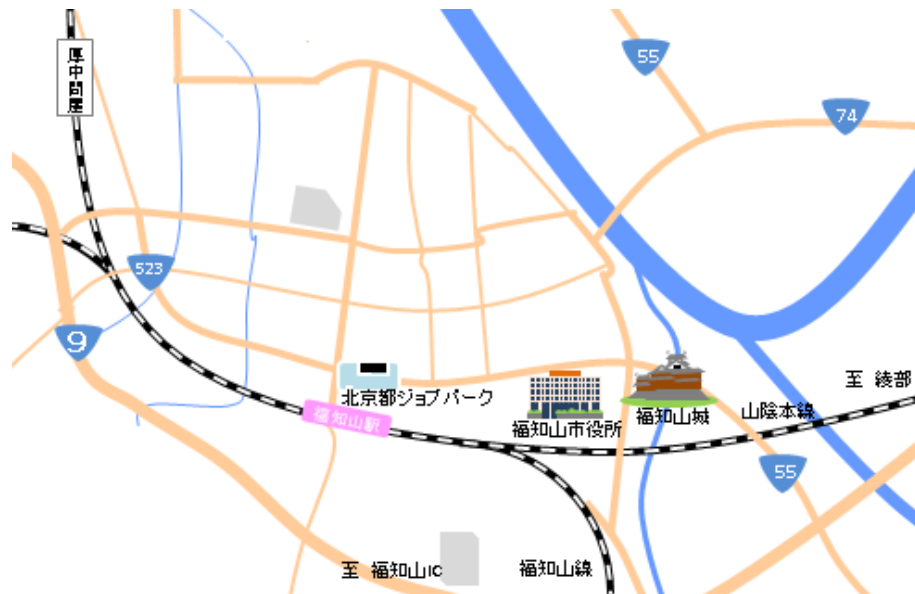 厚中問屋
55
74
523
9
北京都ジョブパーク
福知山駅
福知山市役所
福知山城
山陰本線
至 綾部
55
至 福知山IC
福知山線